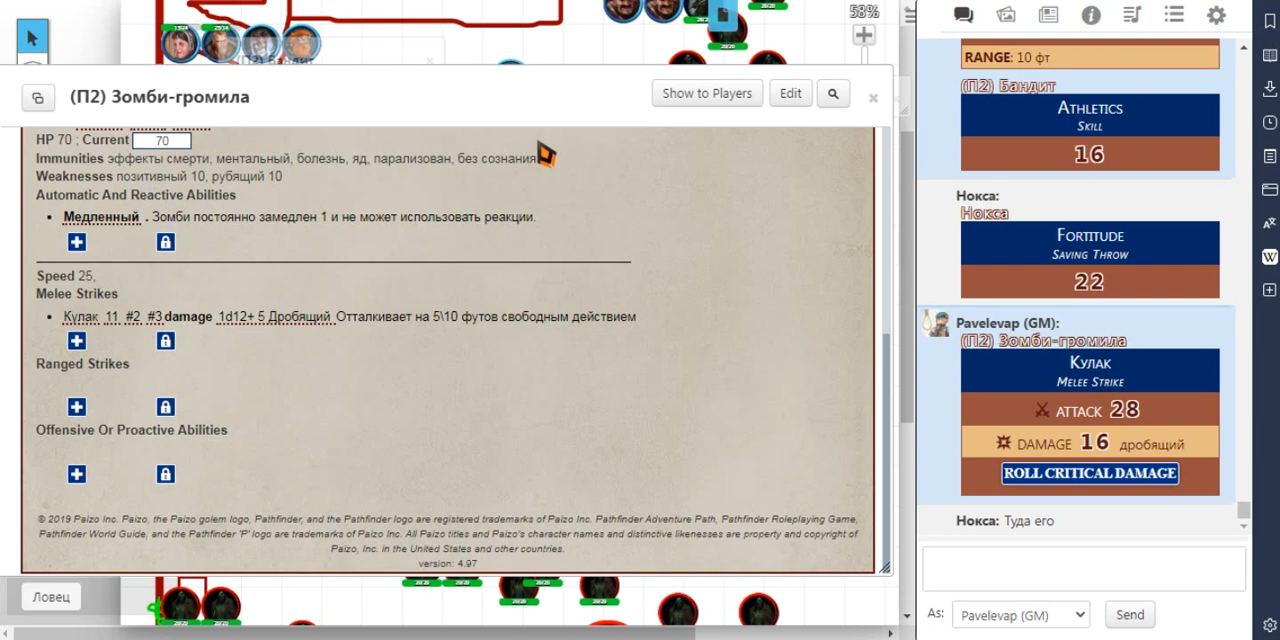 58%
(П2) Бандит
(П2) Зомби-громила
Show to Players
Edit
HP 70 ; Current 70
Immunities эффекты смерти, ментальный, болезнь, яд, парализован, без сознания
Weaknesses позитивный 10, рубящий 10
Automatic And Reactive Abilities
• Медленный . Зомби постоянно замедлен 1 и не может использовать реакции.
Speed 25,
Melee Strikes
• Кулак 11 #2 #3 damage 1d12+ 5 Дробящий Отталкивает на 5\10 футов свободным действием
Ranged Strikes
Offensive Or Proactive Abilities
© 2019 Paizo Inc. Paizo, the Paizo golem logo, Pathfinder, and the Pathfinder logo are registered trademarks of Paizo Inc. Pathfinder Adventure Path, Pathfinder Roleplaying Game,
Pathfinder World Guide, and the Pathfinder 'P' logo are trademarks of Paizo Inc. All Paizo titles and Paizo's character names and distinctive likenesses are property and copyright of
Paizo, Inc. in the United States and other countries.
version: 4.97
Ловец
RANGE: 10 фт
(П2) Бандит
Athletics
Skill
16
Нокса:
Нокса
Fortitude
Saving Throw
22
Pavelevap (GM):
(П2) Зомби-громила
Кулак
Melee Strike
ATTACK 28
DAMAGE 16 дробящий
ROLL CRITICAL DAMAGE
Нокса: Туда его
As: Pavelevap (GM)
Send